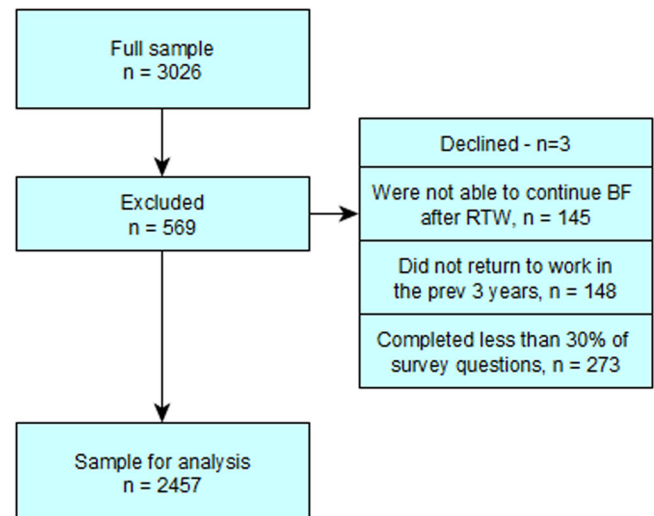 Full sample
n = 3026
Declined - n=3
Excluded
n = 569
Were not able to continue BF
after RTW, n = 145
Did not return to work in
the prev 3 years, n = 148
Completed less than 30% of
survey questions, n = 273
Sample for analysis
n = 2457